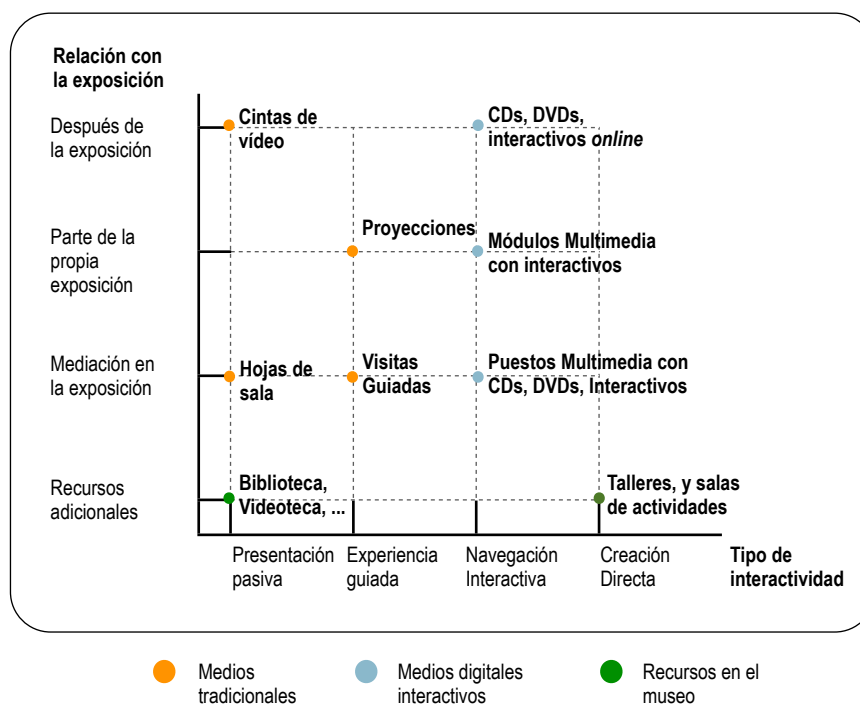 Relación con
la exposición
Después de
la exposición
Cintas de
vídeo
CDs, DVDs,
interactivos online
Parte de la
propia
exposición
Proyecciones
Módulos Multimedia
con interactivos
Mediación en
la exposición
Hojas de
sala
Visitas
Guiadas
Puestos Multimedia con
CDs, DVDs, Interactivos
Recursos
adicionales
Biblioteca,
Videoteca, ...
Talleres, y salas
de actividades
Presentación
pasiva
Experiencia
guiada
Navegación
Interactiva
Creación
Directa
Tipo de
interactividad
Medios
tradicionales
Medios digitales
interactivos
Recursos en el
museo